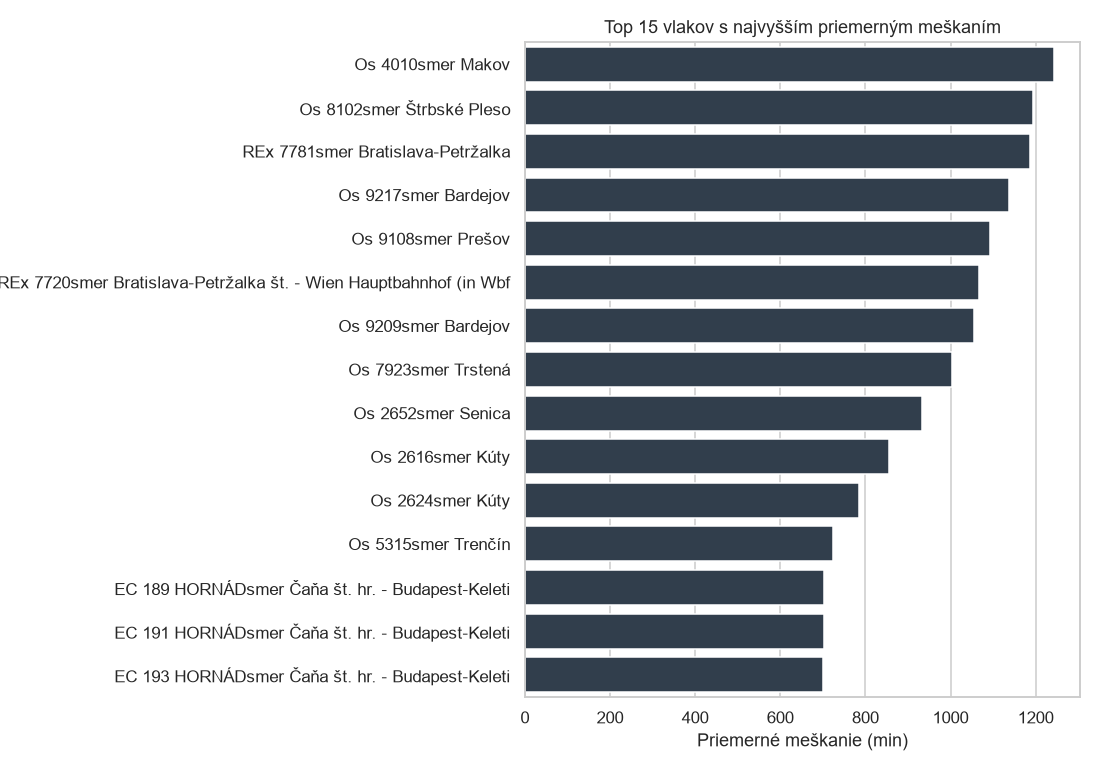 Top 15 vlakov s najvyšším priemerným meškaním
Os 4010smer Makov
Os 8102smer Štrbské Pleso
REx 7781smer Bratislava-Petržalka
Os 9217smer Bardejov
Os 9108smer Prešov
REx 7720smer Bratislava-Petržalka št. - Wien Hauptbahnhof (in Wbf
Os 9209smer Bardejov
Os 7923smer Trstená
Os 2652smer Senica
Os 2616smer Kúty
Os 2624smer Kúty
Os 5315smer Trenčín
EC 189 HORNÁDsmer Čaňa št. hr. - Budapest-Keleti
EC 191 HORNÁDsmer Čaňa št. hr. - Budapest-Keleti
EC 193 HORNÁDsmer Čaňa št. hr. - Budapest-Keleti
0 200 400 600 800 1000 1200
Priemerné meškanie (min)